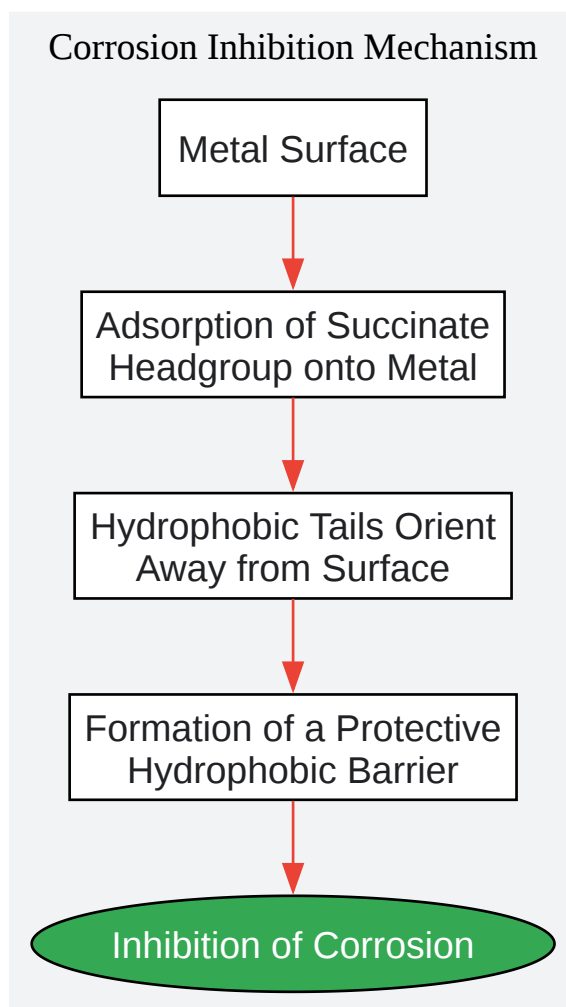 Corrosion Inhibition Mechanism
Metal Surface
Adsorption of Succinate
Headgroup onto Metal
Hydrophobic Tails Orient
Away from Surface
Formation of a Protective
Hydrophobic Barrier
Inhibition of Corrosion